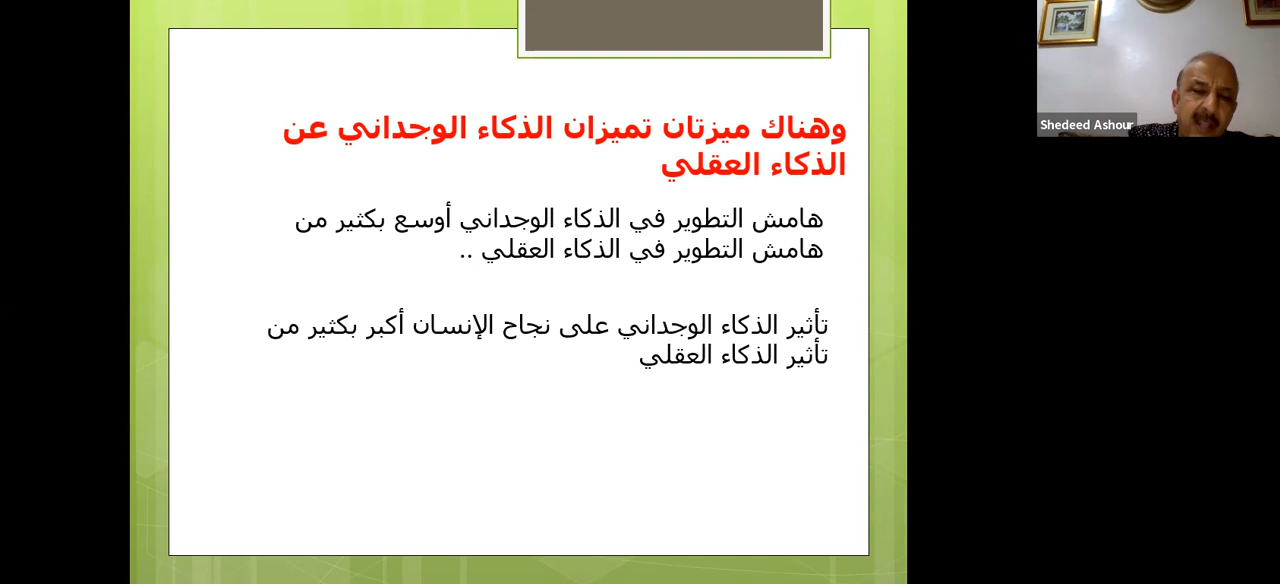 وهناك ميزتان تميزان الذكاء الوجداني عن
الذكاء العقلي
هامش التطوير في الذكاء الوجداني أوسع بكثير من
هامش التطوير في الذكاء العقلي ..
تأثير الذكاء الوجداني على نجاح الإنسان أكبر بكثير من
تأثير الذكاء العقلي
Shedeed Ashour